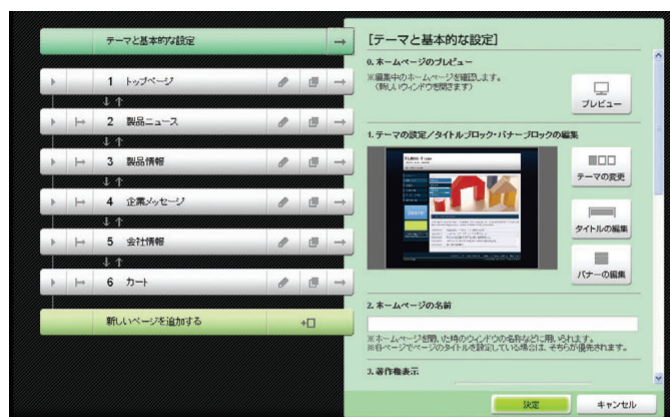 テーマと基本的な設定
1 トップページ
2 製品ニュース
3 製品情報
4 企業メッセージ
5 会社情報
6 カート
新しいページを追加する
[テーマと基本的な設定]
0.ホームページのプレビュー
※編集中のホームページを確認します。
(新しいウィンドウを開きます)
プレビュー
1.テーマの設定/タイトルブロック・バナーブロックの編集
テーマの変更
タイトルの編集
バナーの編集
2.ホームページの名前
※ホームページを開いた時のウィンドウの名称などに用いられます。
※各ページでページのタイトルを設定している場合は、そちらが優先されます。
3.著作権表示
決定
キャンセル